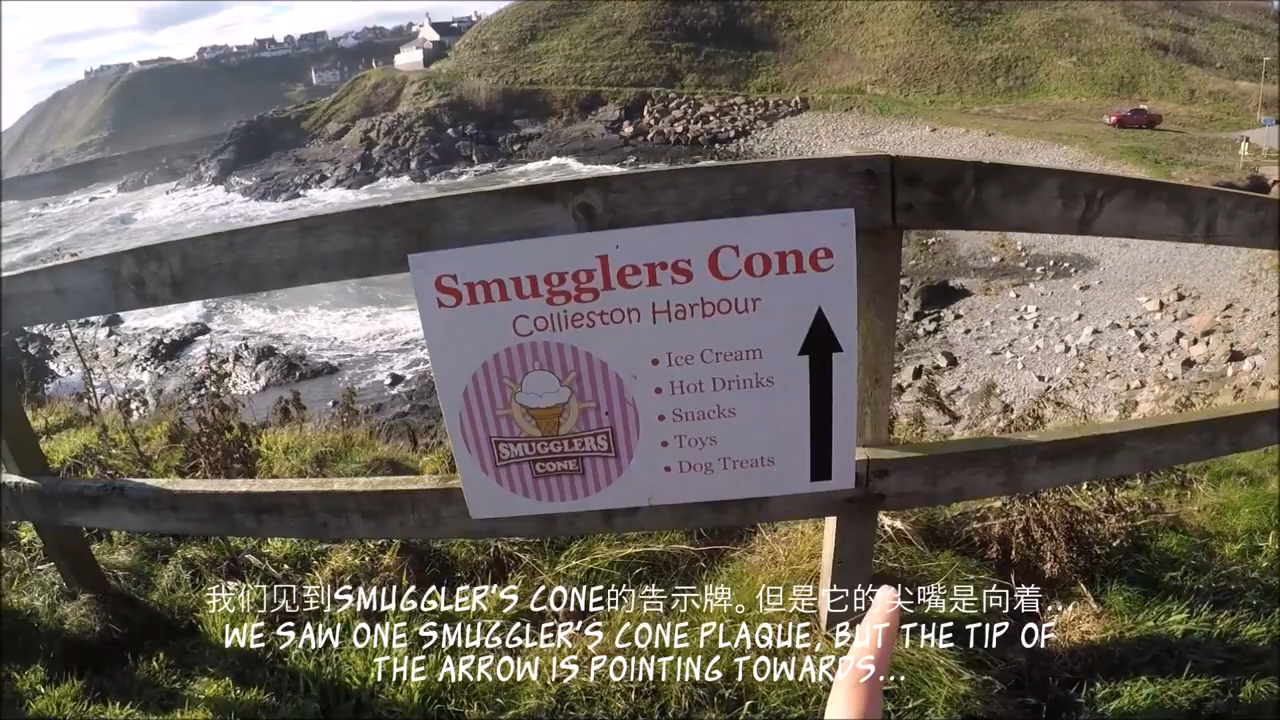 Smugglers Cone
Collieston Harbour
• Ice Cream
• Hot Drinks
• Snacks
• Toys
• Dog Treats
SMUGGLERS
CONE
我们见到SMUGGLER'S CONE的告示牌。但是它的尖嘴是向着...
WE SAW ONE SMUGGLER'S CONE PLAQUE, BUT THE TIP OF
THE ARROW IS POINTING TOWARDS...